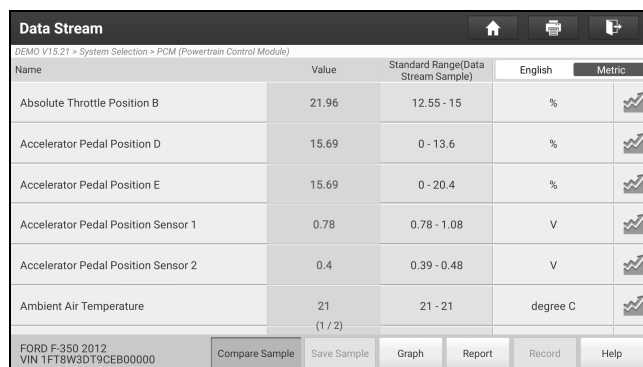 Data Stream
DEMO V15.21 > System Selection > PCM (Powertrain Control Module)
Name Value Standard Range(Data Stream Sample) English Metric
Absolute Throttle Position B 21.96 12.55 - 15 %
Accelerator Pedal Position D 15.69 0 - 13.6 %
Accelerator Pedal Position E 15.69 0 - 20.4 %
Accelerator Pedal Position Sensor 1 0.78 0.78 - 1.08 V
Accelerator Pedal Position Sensor 2 0.4 0.39 - 0.48 V
Ambient Air Temperature 21 21 - 21 degree C
(1 / 2)
FORD F-350 2012
VIN 1FT8W3DT9CEB00000
Compare Sample Save Sample Graph Report Record Help